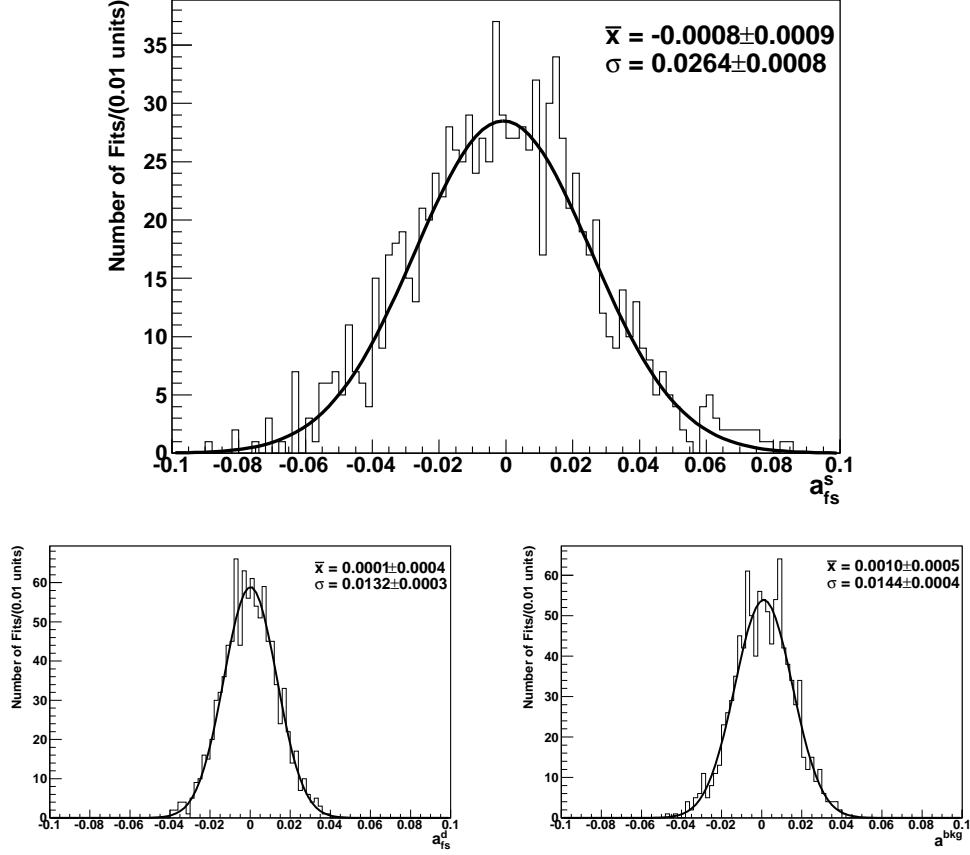 Number of Fits/(0.01 units)
x̅ = -0.0008±0.0009
σ = 0.0264±0.0008
35
30
25
20
15
10
5
0
-0.1 -0.08 -0.06 -0.04 -0.02 0 0.02 0.04 0.06 0.08 0.1
a^s_fs
Number of Fits/(0.01 units)
x̅ = 0.0001±0.0004
σ = 0.0132±0.0003
60
50
40
30
20
10
0
-0.1 -0.08 -0.06 -0.04 -0.02 0 0.02 0.04 0.06 0.08 0.1
a^d_fs
Number of Fits/(0.01 units)
x̅ = 0.0010±0.0005
σ = 0.0144±0.0004
60
50
40
30
20
10
0
-0.1 -0.08 -0.06 -0.04 -0.02 0 0.02 0.04 0.06 0.08 0.1
a^bkg